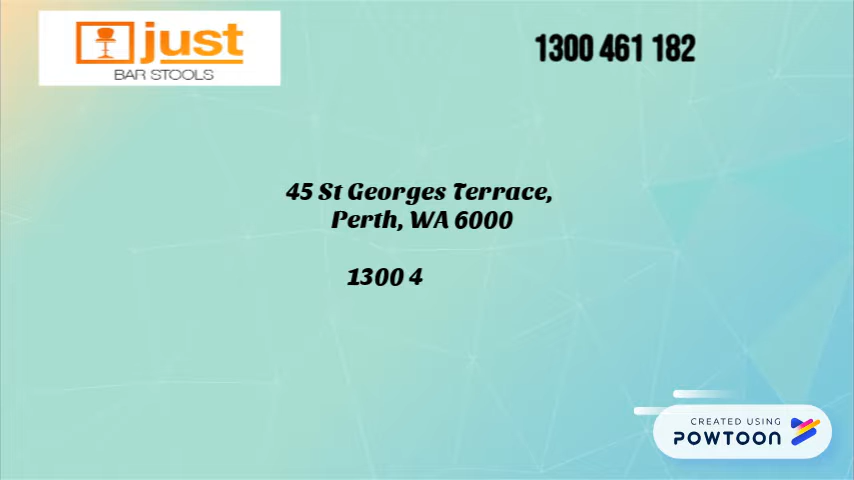 just
BAR STOOLS
1300 461 182
45 St Georges Terrace,
Perth, WA 6000
1300 4
CREATED USING
POWTOON